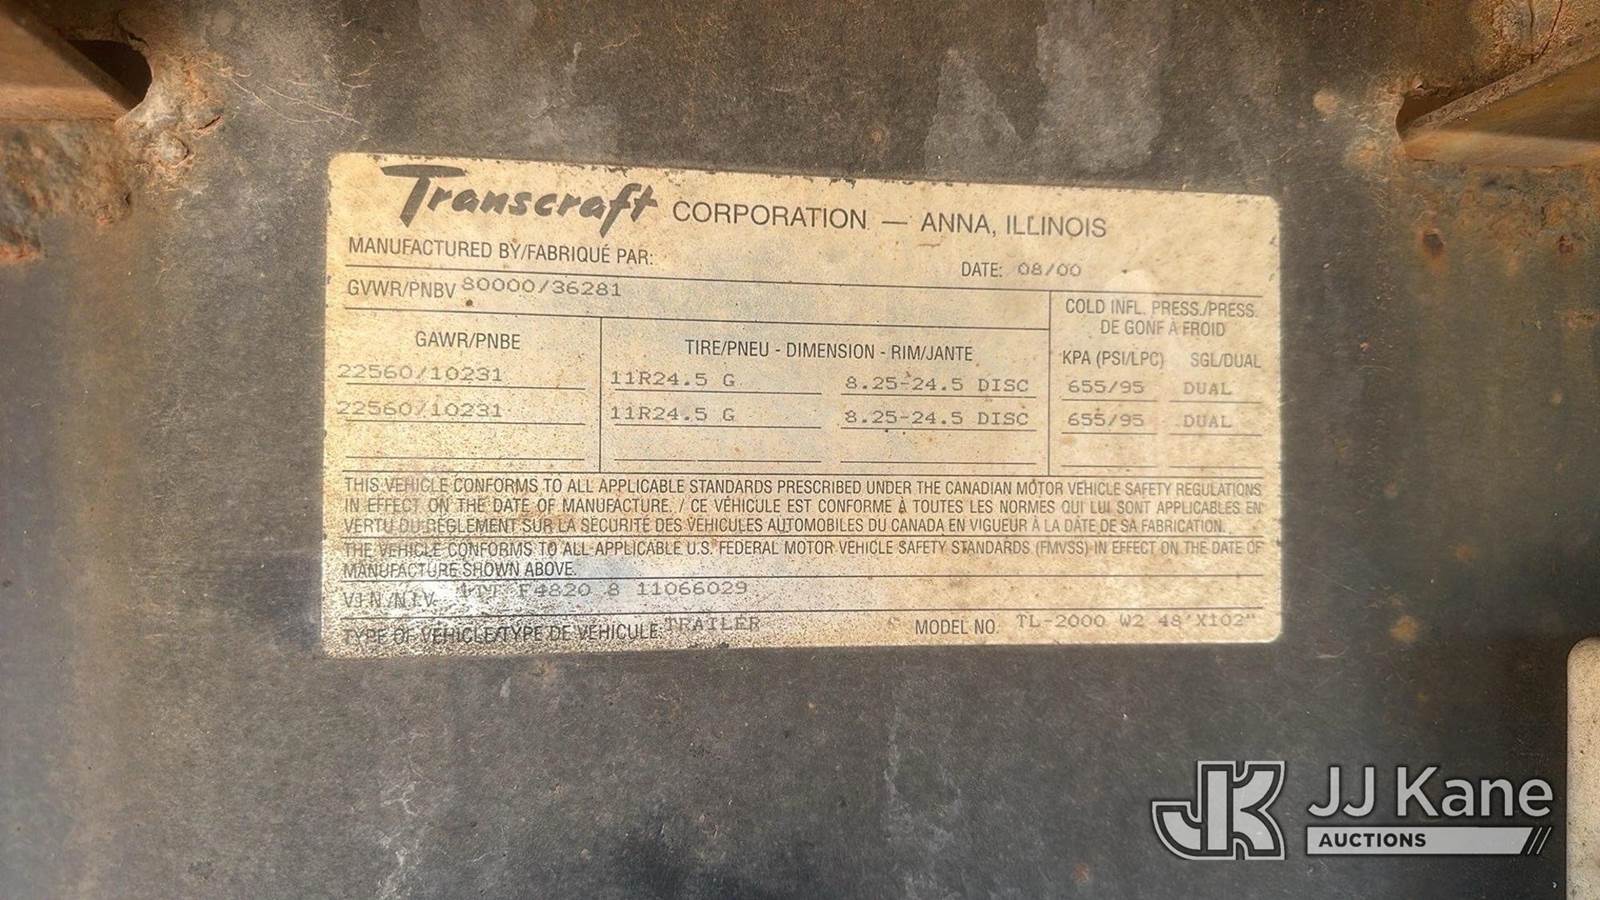 Transcraft CORPORATION — ANNA, ILLINOIS
MANUFACTURED BY/FABRIQUÉ PAR:
DATE: 08/00
GVWR/PNBV 80000/36281
COLD INFL. PRESS./PRESS.
DE GONF À FROID
GAWR/PNBE TIRE/PNEU - DIMENSION - RIM/JANTE KPA (PSI/LPC) SGL/DUAL
22560/10231 11R24.5 G 8.25-24.5 DISC 655/95 DUAL
22560/10231 11R24.5 G 8.25-24.5 DISC 655/95 DUAL
THIS VEHICLE CONFORMS TO ALL APPLICABLE STANDARDS PRESCRIBED UNDER THE CANADIAN MOTOR VEHICLE SAFETY REGULATIONS
IN EFFECT ON THE DATE OF MANUFACTURE. / CE VÉHICULE EST CONFORME À TOUTES LES NORMES QUI LUI SONT APPLICABLES EN
VERTU DU RÉGLEMENT SUR LA SÉCURITÉ DES VÉHICULES AUTOMOBILES DU CANADA EN VIGUEUR À LA DATE DE SA FABRICATION.
THE VEHICLE CONFORMS TO ALL APPLICABLE U.S. FEDERAL MOTOR VEHICLE SAFETY STANDARDS (FMVSS) IN EFFECT ON THE DATE OF
MANUFACTURE SHOWN ABOVE.
V.I.N./N.I.V. F4820 8 11066029
TYPE OF VEHICLE/TYPE DE VÉHICULE: TRAILER MODEL NO. TL-2000 W2 48'X102"
JK JJ Kane
AUCTIONS